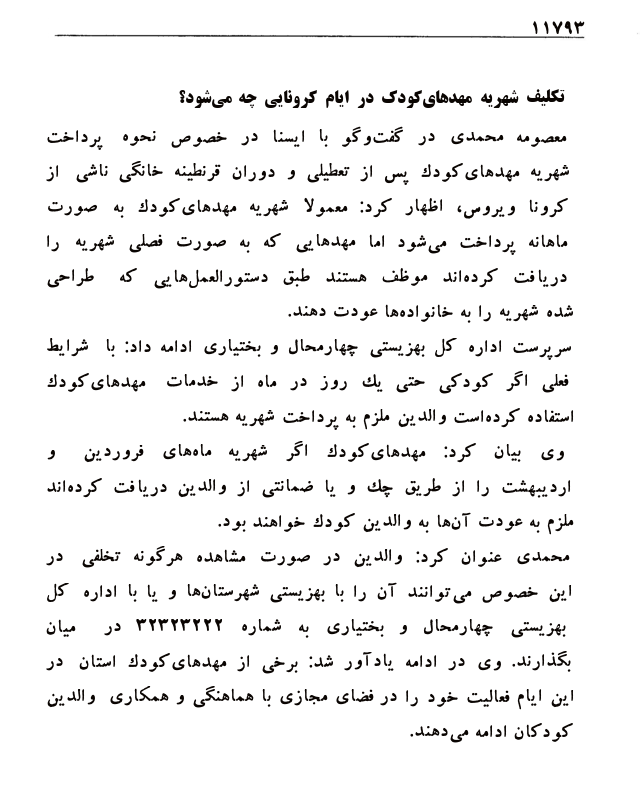 ۱۱۷۹۳
تکلیف شهریه مهدهای‌کودک در ایام کرونایی چه می‌شود؟
معصومه محمدی در گفت‌وگو با ایسنا در خصوص نحوه پرداخت
شهریه مهدهای‌کودك پس از تعطیلی و دوران قرنطینه خانگی ناشی از
کرونا ویروس، اظهار کرد: معمولا شهریه مهدهای‌کودك به صورت
ماهانه پرداخت می‌شود اما مهدهایی که به صورت فصلی شهریه را
دریافت کرده‌اند موظف هستند طبق دستورالعمل‌هایی که طراحی
شده شهریه را به خانواده‌ها عودت دهند.
سرپرست اداره کل بهزیستی چهارمحال و بختیاری ادامه داد: با شرایط
فعلی اگر کودکی حتی یك روز در ماه از خدمات مهدهای‌کودك
استفاده کرده‌است والدین ملزم به پرداخت شهریه هستند.
وی بیان کرد: مهدهای‌کودك اگر شهریه ماه‌های فروردین و
اردیبهشت را از طریق چك و یا ضمانتی از والدین دریافت کرده‌اند
ملزم به عودت آن‌ها به والدین کودك خواهند بود.
محمدی عنوان کرد: والدین در صورت مشاهده هرگونه تخلفی در
این خصوص می‌توانند آن را با بهزیستی شهرستان‌ها و یا با اداره کل
بهزیستی چهارمحال و بختیاری به شماره ۳۲۳۲۳۲۲۲ در میان
بگذارند. وی در ادامه یادآور شد: برخی از مهدهای‌کودك استان در
این ایام فعالیت خود را در فضای مجازی با هماهنگی و همکاری والدین
کودکان ادامه می‌دهند.